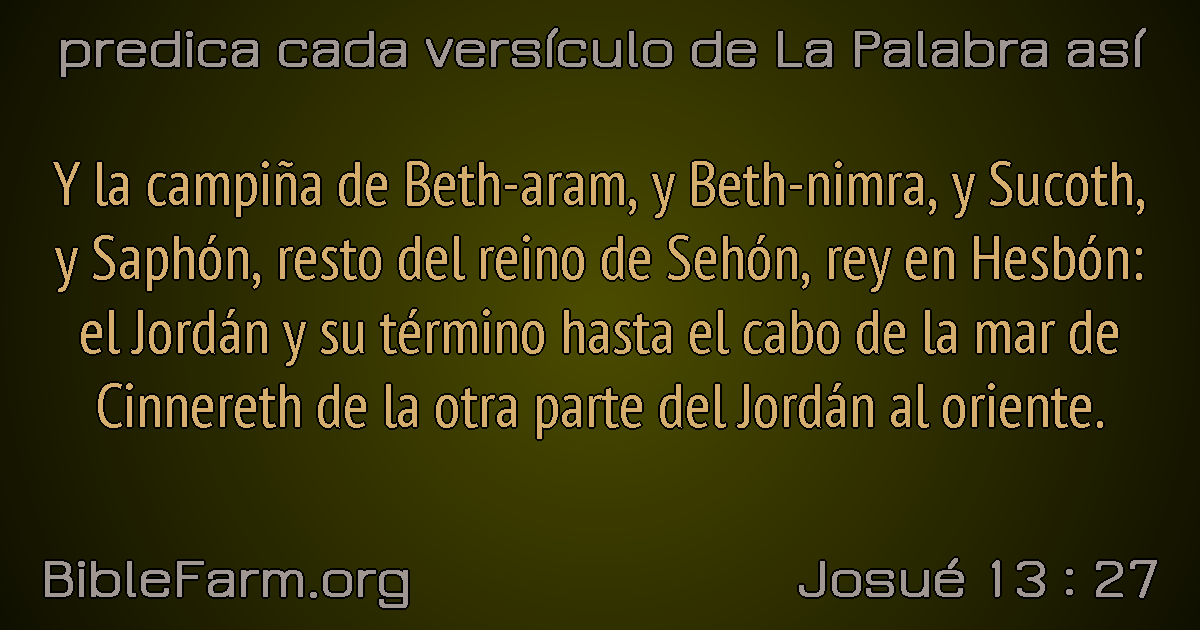 predica cada versículo de La Palabra así
Y la campiña de Beth-aram, y Beth-nimra, y Sucoth,
y Saphón, resto del reino de Sehón, rey en Hesbón:
el Jordán y su término hasta el cabo de la mar de
Cinnereth de la otra parte del Jordán al oriente.
BibleFarm.org
Josué 13 : 27